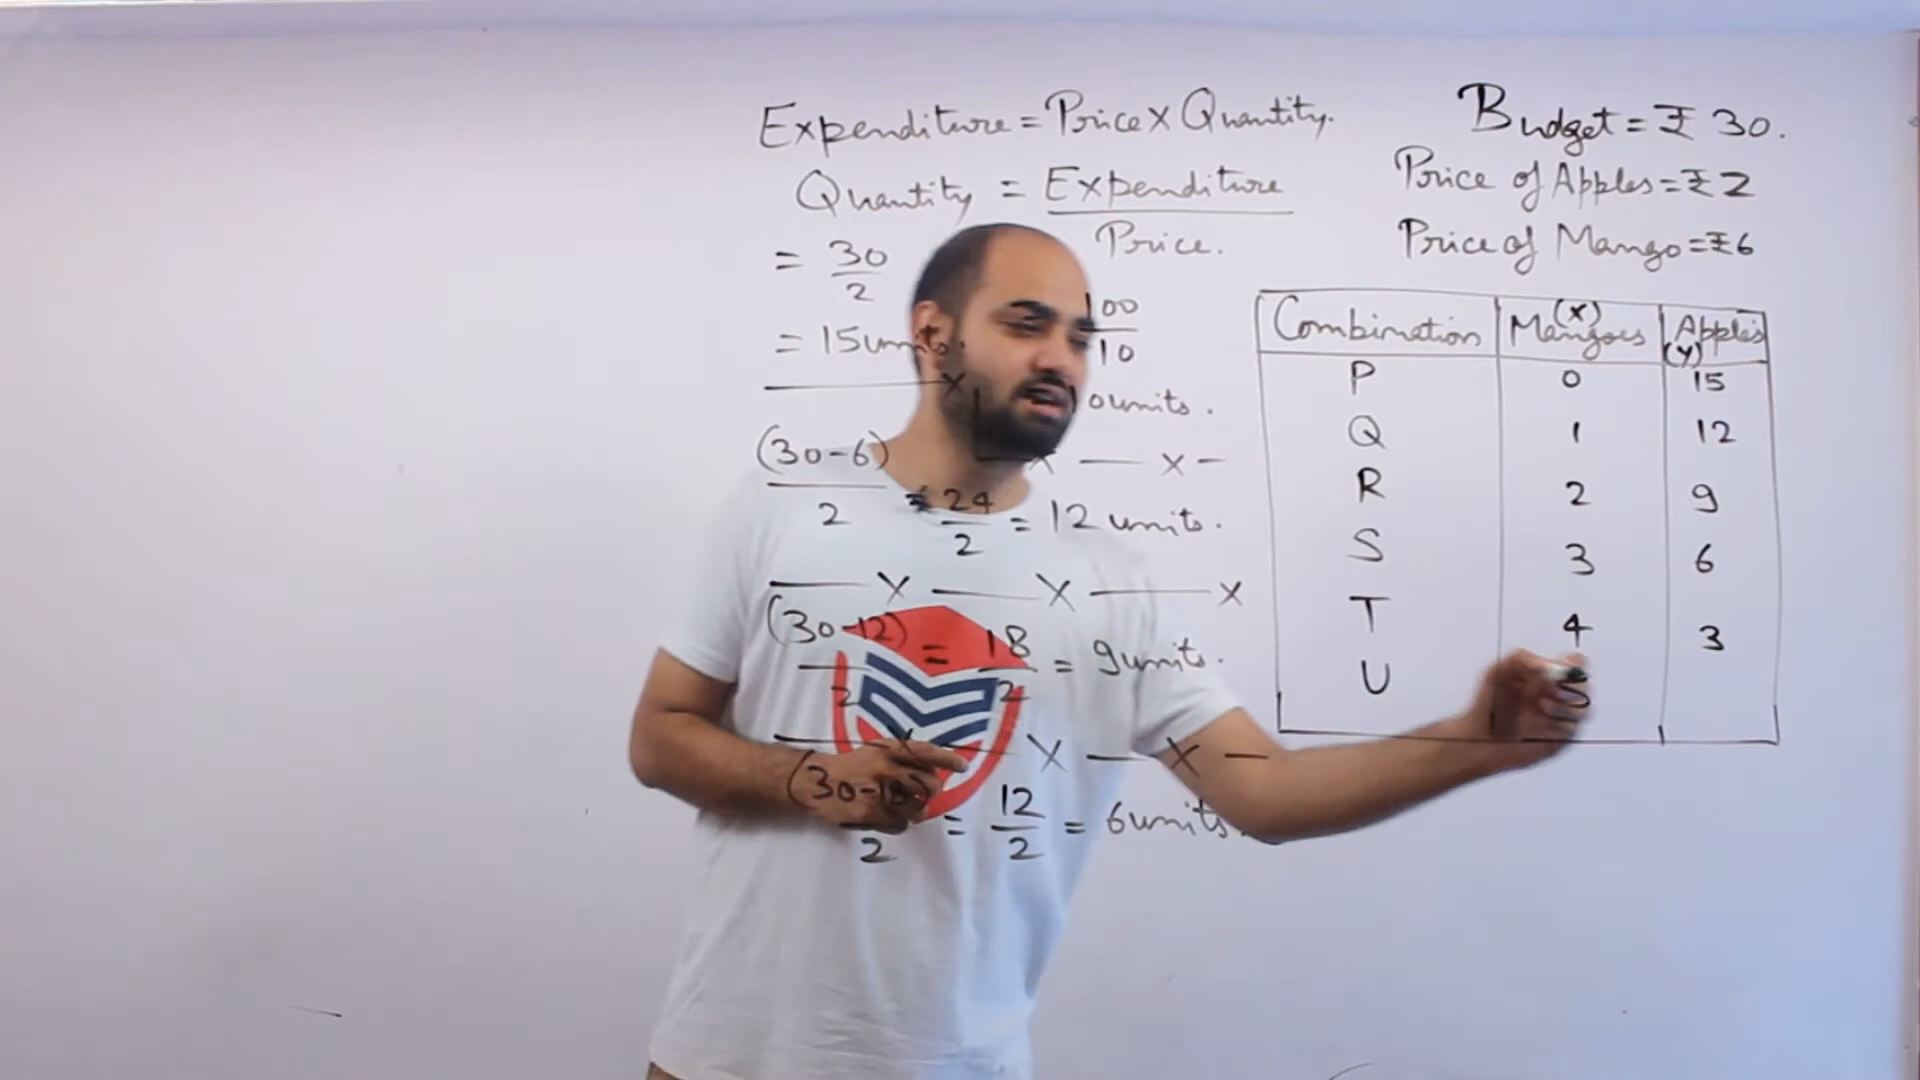 Expenditure = Price x Quantity.
Quantity = Expenditure
Price.
= 30
2
= 15 units.
100
10
0 units.
(30-6)
2
= 24
2
= 12 units.
(30-12)
2
= 18
2
= 9 units.
(30-18)
2
= 12
2
= 6 units.
Budget = ₹ 30.
Price of Apples = ₹ 2
Price of Mango = ₹ 6
Combination Mangoes (x) Apples (y)
P 0 15
Q 1 12
R 2 9
S 3 6
T 4 3
U 5